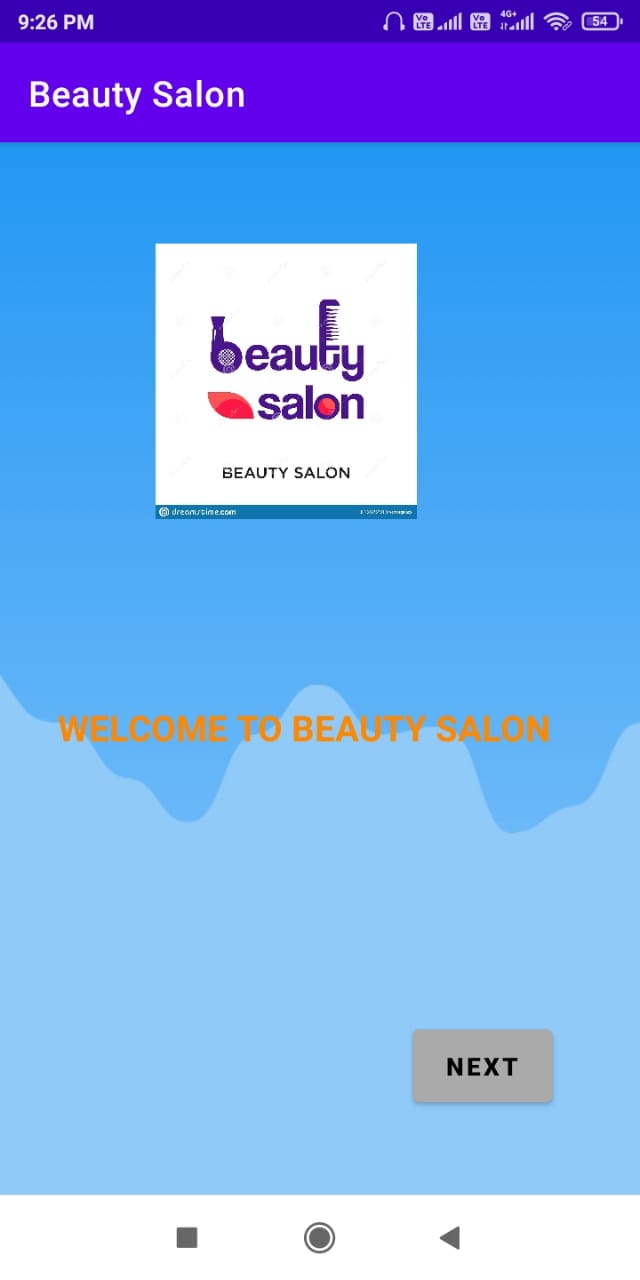 9:26 PM
Vo LTE
Vo LTE
4G+
54
Beauty Salon
beauty
salon
BEAUTY SALON
dreamstime.com
WELCOME TO BEAUTY SALON
NEXT